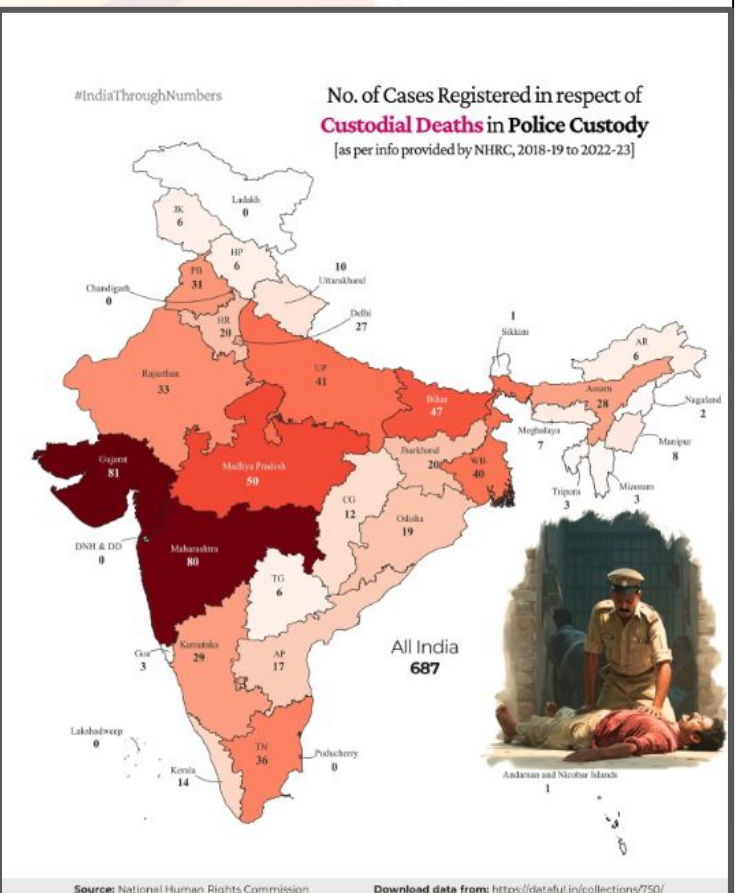 #IndiaThroughNumbers
No. of Cases Registered in respect of
Custodial Deaths in Police Custody
[as per info provided by NHRC, 2018-19 to 2022-23]
Ladakh
0
JK
6
HP
6
10
Uttarakhand
PB
31
Chandigarh
0
HR
20
Delhi
27
1
Sikkim
AR
6
Rajasthan
33
UP
41
Bihar
47
Assam
28
Nagaland
2
Meghalaya
7
Manipur
8
Gujarat
81
Madhya Pradesh
50
Jharkhand
20
WB
40
Tripura
3
Mizoram
3
CG
12
Odisha
19
DNH & DD
0
Maharashtra
80
TG
6
Goa
3
Karnataka
29
AP
17
All India
687
Lakshadweep
0
TN
36
Puducherry
0
Kerala
14
Andaman and Nicobar Islands
1
Source: National Human Rights Commission
Download data from: https://dataful.in/collections/750/